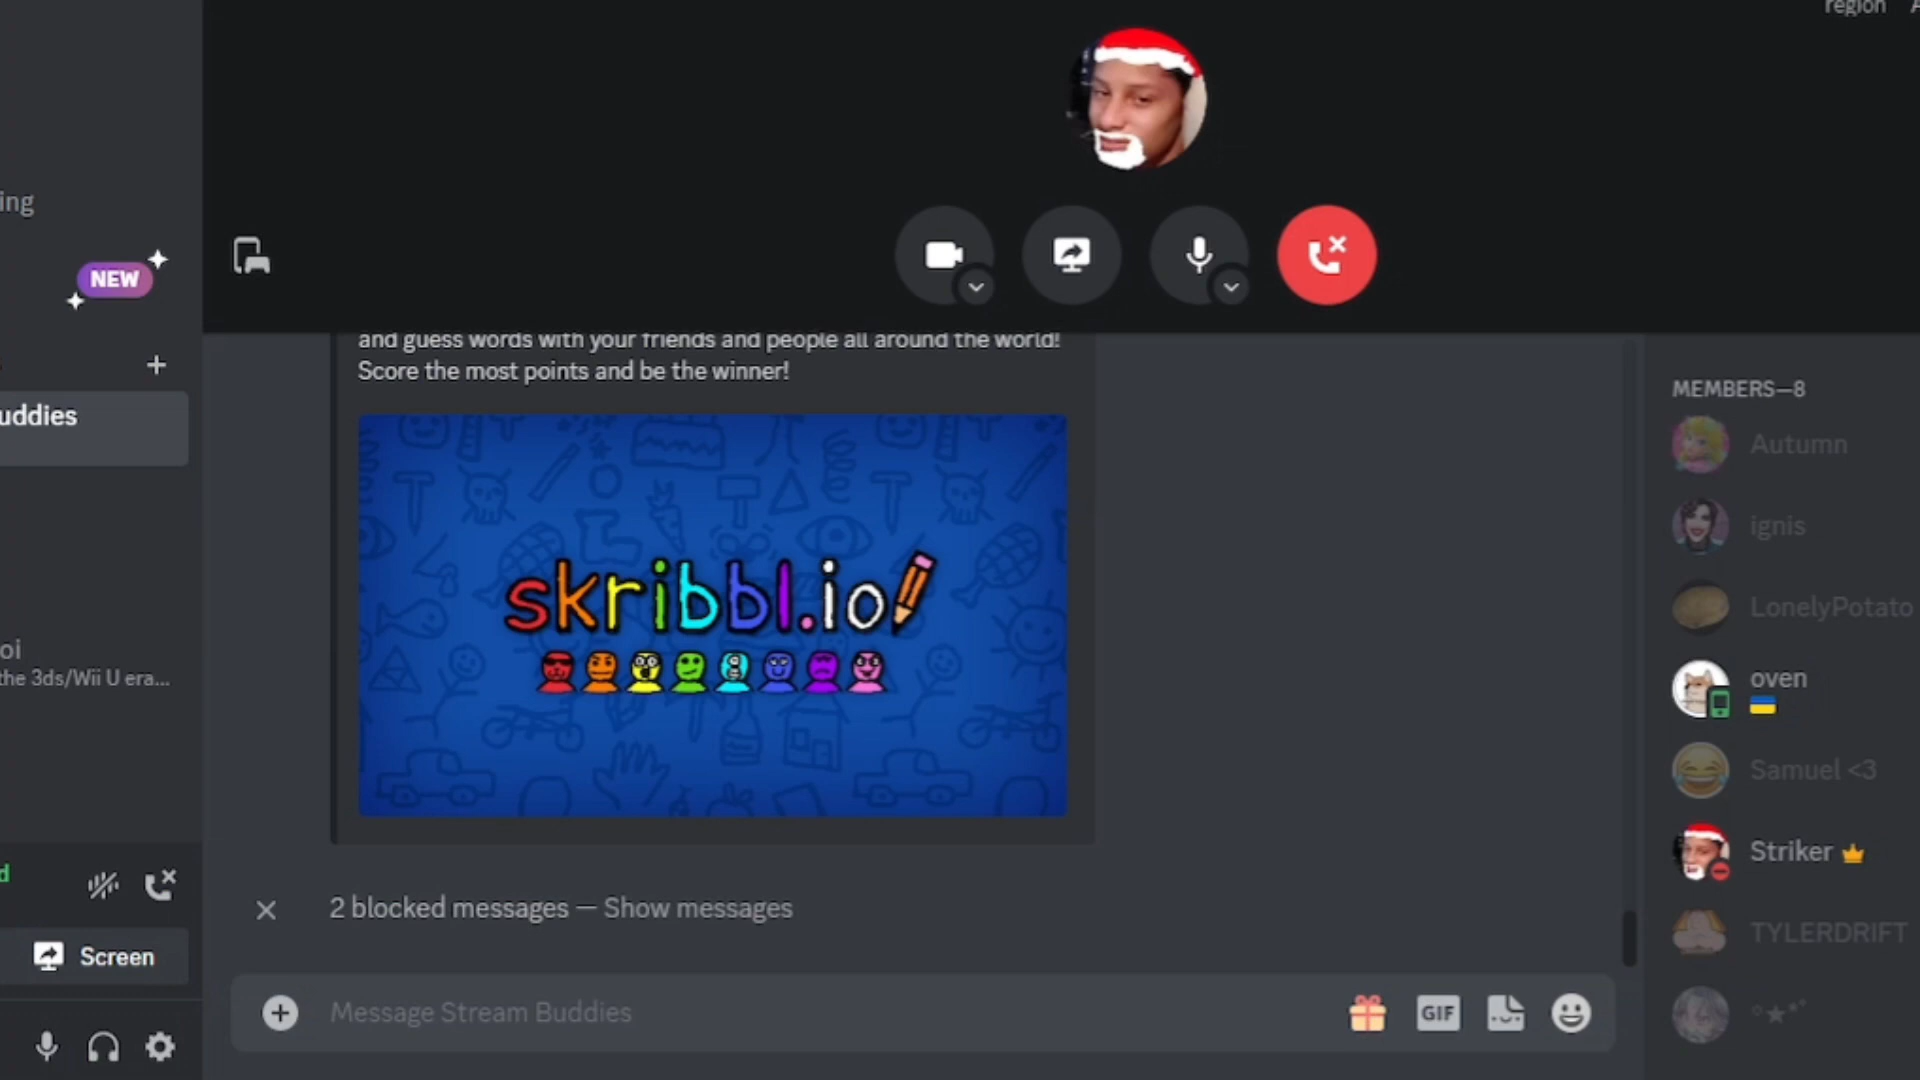 region
ing
NEW
uddies
oi
the 3ds/Wii U era...
d
Screen
and guess words with your friends and people all around the world!
Score the most points and be the winner!
skribbl.io
2 blocked messages — Show messages
Message Stream Buddies
GIF
MEMBERS—8
Autumn
ignis
LonelyPotato
oven
Samuel <3
Striker
TYLERDRIFT
°★*°